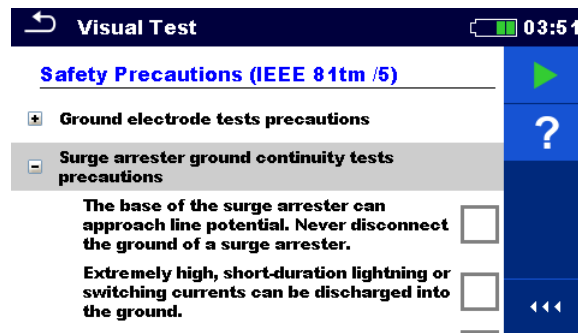 Visual Test
03:51
Safety Precautions (IEEE 81tm /5)
Ground electrode tests precautions
?
Surge arrester ground continuity tests
precautions
The base of the surge arrester can
approach line potential. Never disconnect
the ground of a surge arrester.
Extremely high, short-duration lightning or
switching currents can be discharged into
the ground.